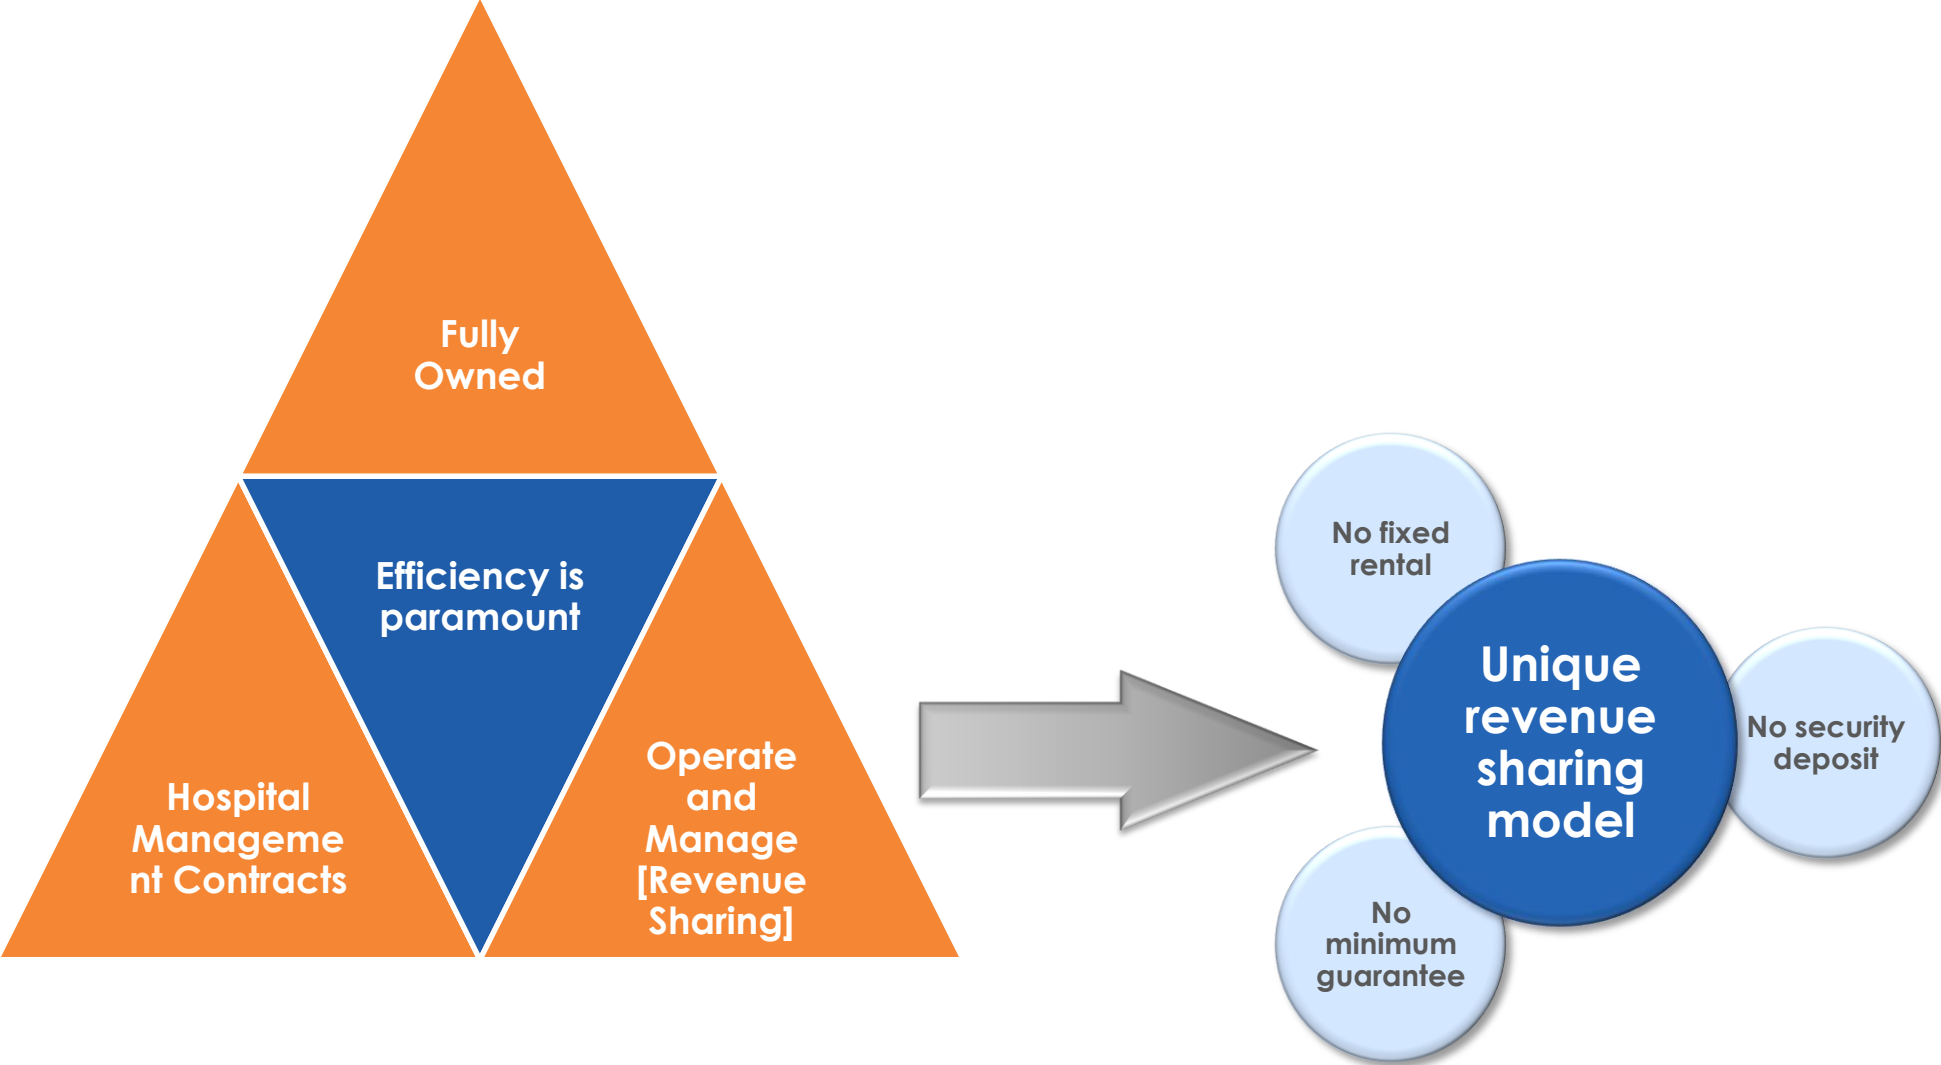 Fully
Owned
Efficiency is
paramount
Hospital
Manageme
nt Contracts
Operate
and
Manage
[Revenue
Sharing]
No fixed
rental
Unique
revenue
sharing
model
No security
deposit
No
minimum
guarantee